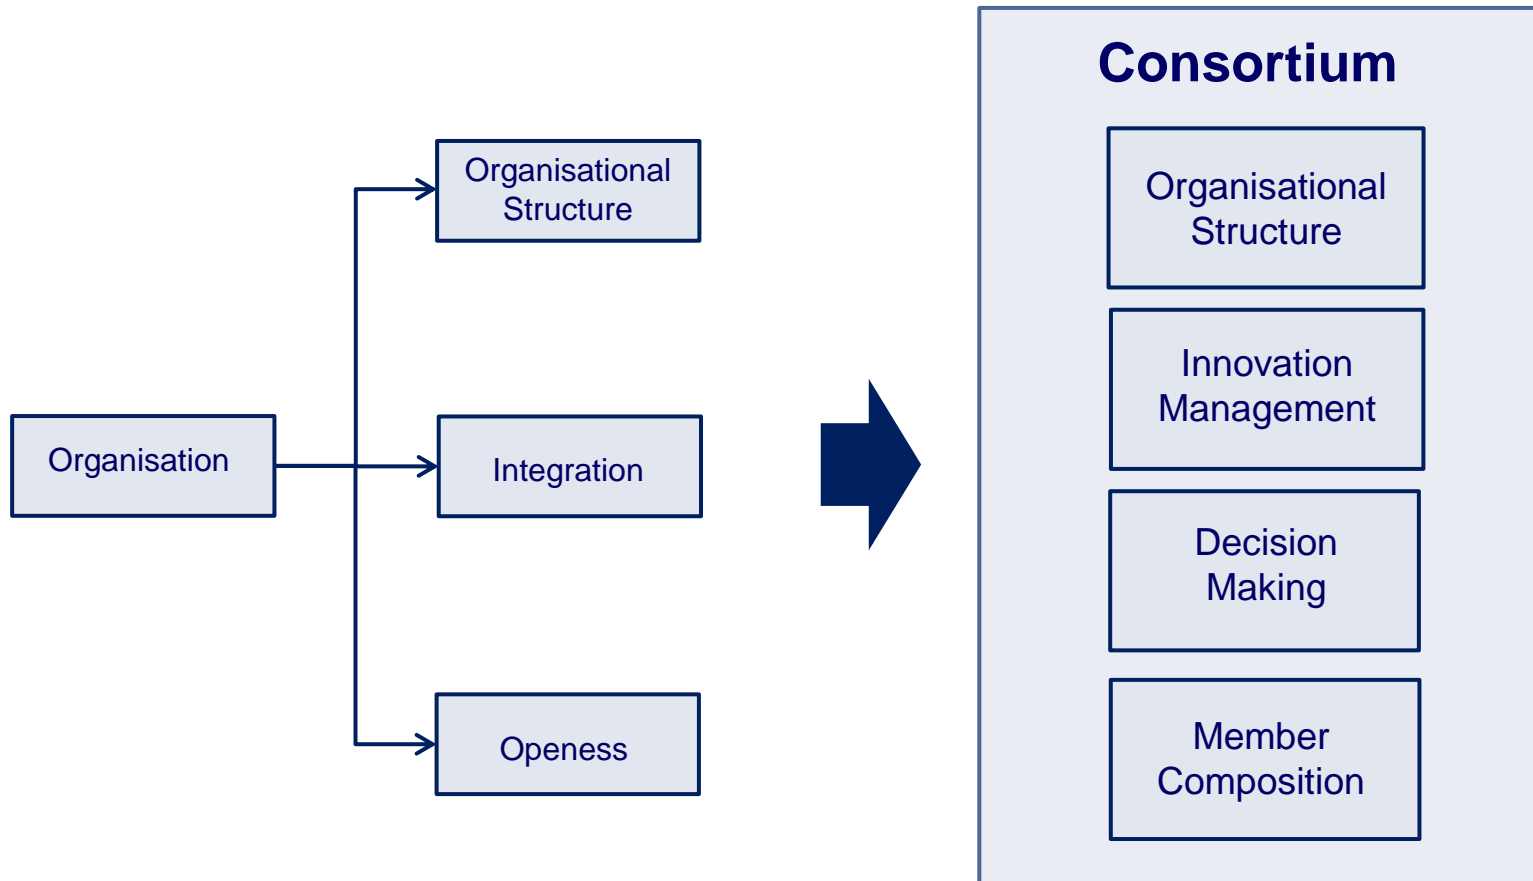 Organisation
Organisational
Structure
Integration
Openess
Consortium
Organisational
Structure
Innovation
Management
Decision
Making
Member
Composition